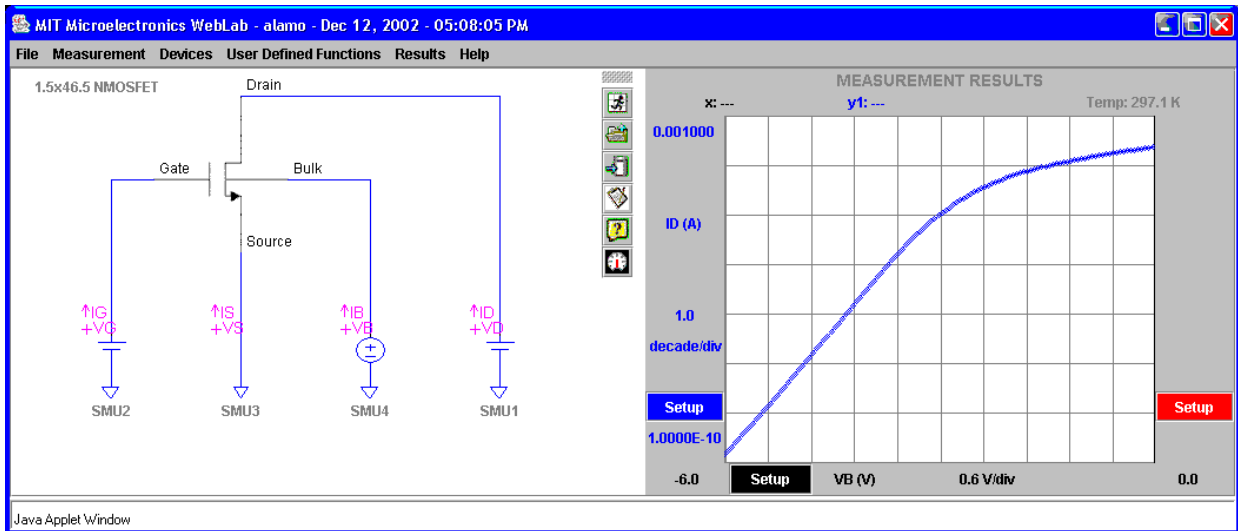 MIT Microelectronics WebLab - alamo - Dec 12, 2002 - 05:08:05 PM
File Measurement Devices User Defined Functions Results Help
1.5x46.5 NMOSFET
Drain
Gate
Bulk
Source
↑IG
+VG
↑IS
+VS
↑IB
+VB
↑ID
+VD
SMU2
SMU3
SMU4
SMU1
MEASUREMENT RESULTS
x: ---
y1: ---
Temp: 297.1 K
0.001000
ID (A)
1.0
decade/div
Setup
1.0000E-10
Setup
-6.0
Setup
VB (V)
0.6 V/div
0.0
Java Applet Window